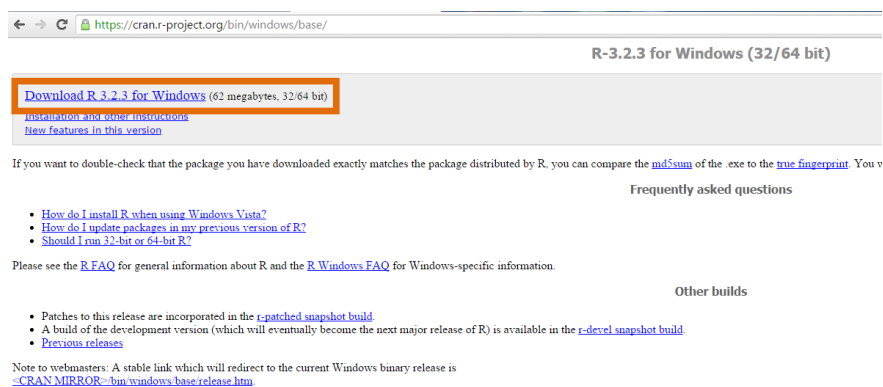 https://cran.r-project.org/bin/windows/base/
R-3.2.3 for Windows (32/64 bit)
Download R 3.2.3 for Windows (62 megabytes, 32/64 bit)
Installation and other instructions
New features in this version
If you want to double-check that the package you have downloaded exactly matches the package distributed by R, you can compare the md5sum of the .exe to the true fingerprint. You w
Frequently asked questions
• How do I install R when using Windows Vista?
• How do I update packages in my previous version of R?
• Should I run 32-bit or 64-bit R?
Please see the R FAQ for general information about R and the R Windows FAQ for Windows-specific information.
Other builds
• Patches to this release are incorporated in the r-patched snapshot build.
• A build of the development version (which will eventually become the next major release of R) is available in the r-devel snapshot build.
• Previous releases
Note to webmasters: A stable link which will redirect to the current Windows binary release is
<CRAN MIRROR>/bin/windows/base/release.htm.